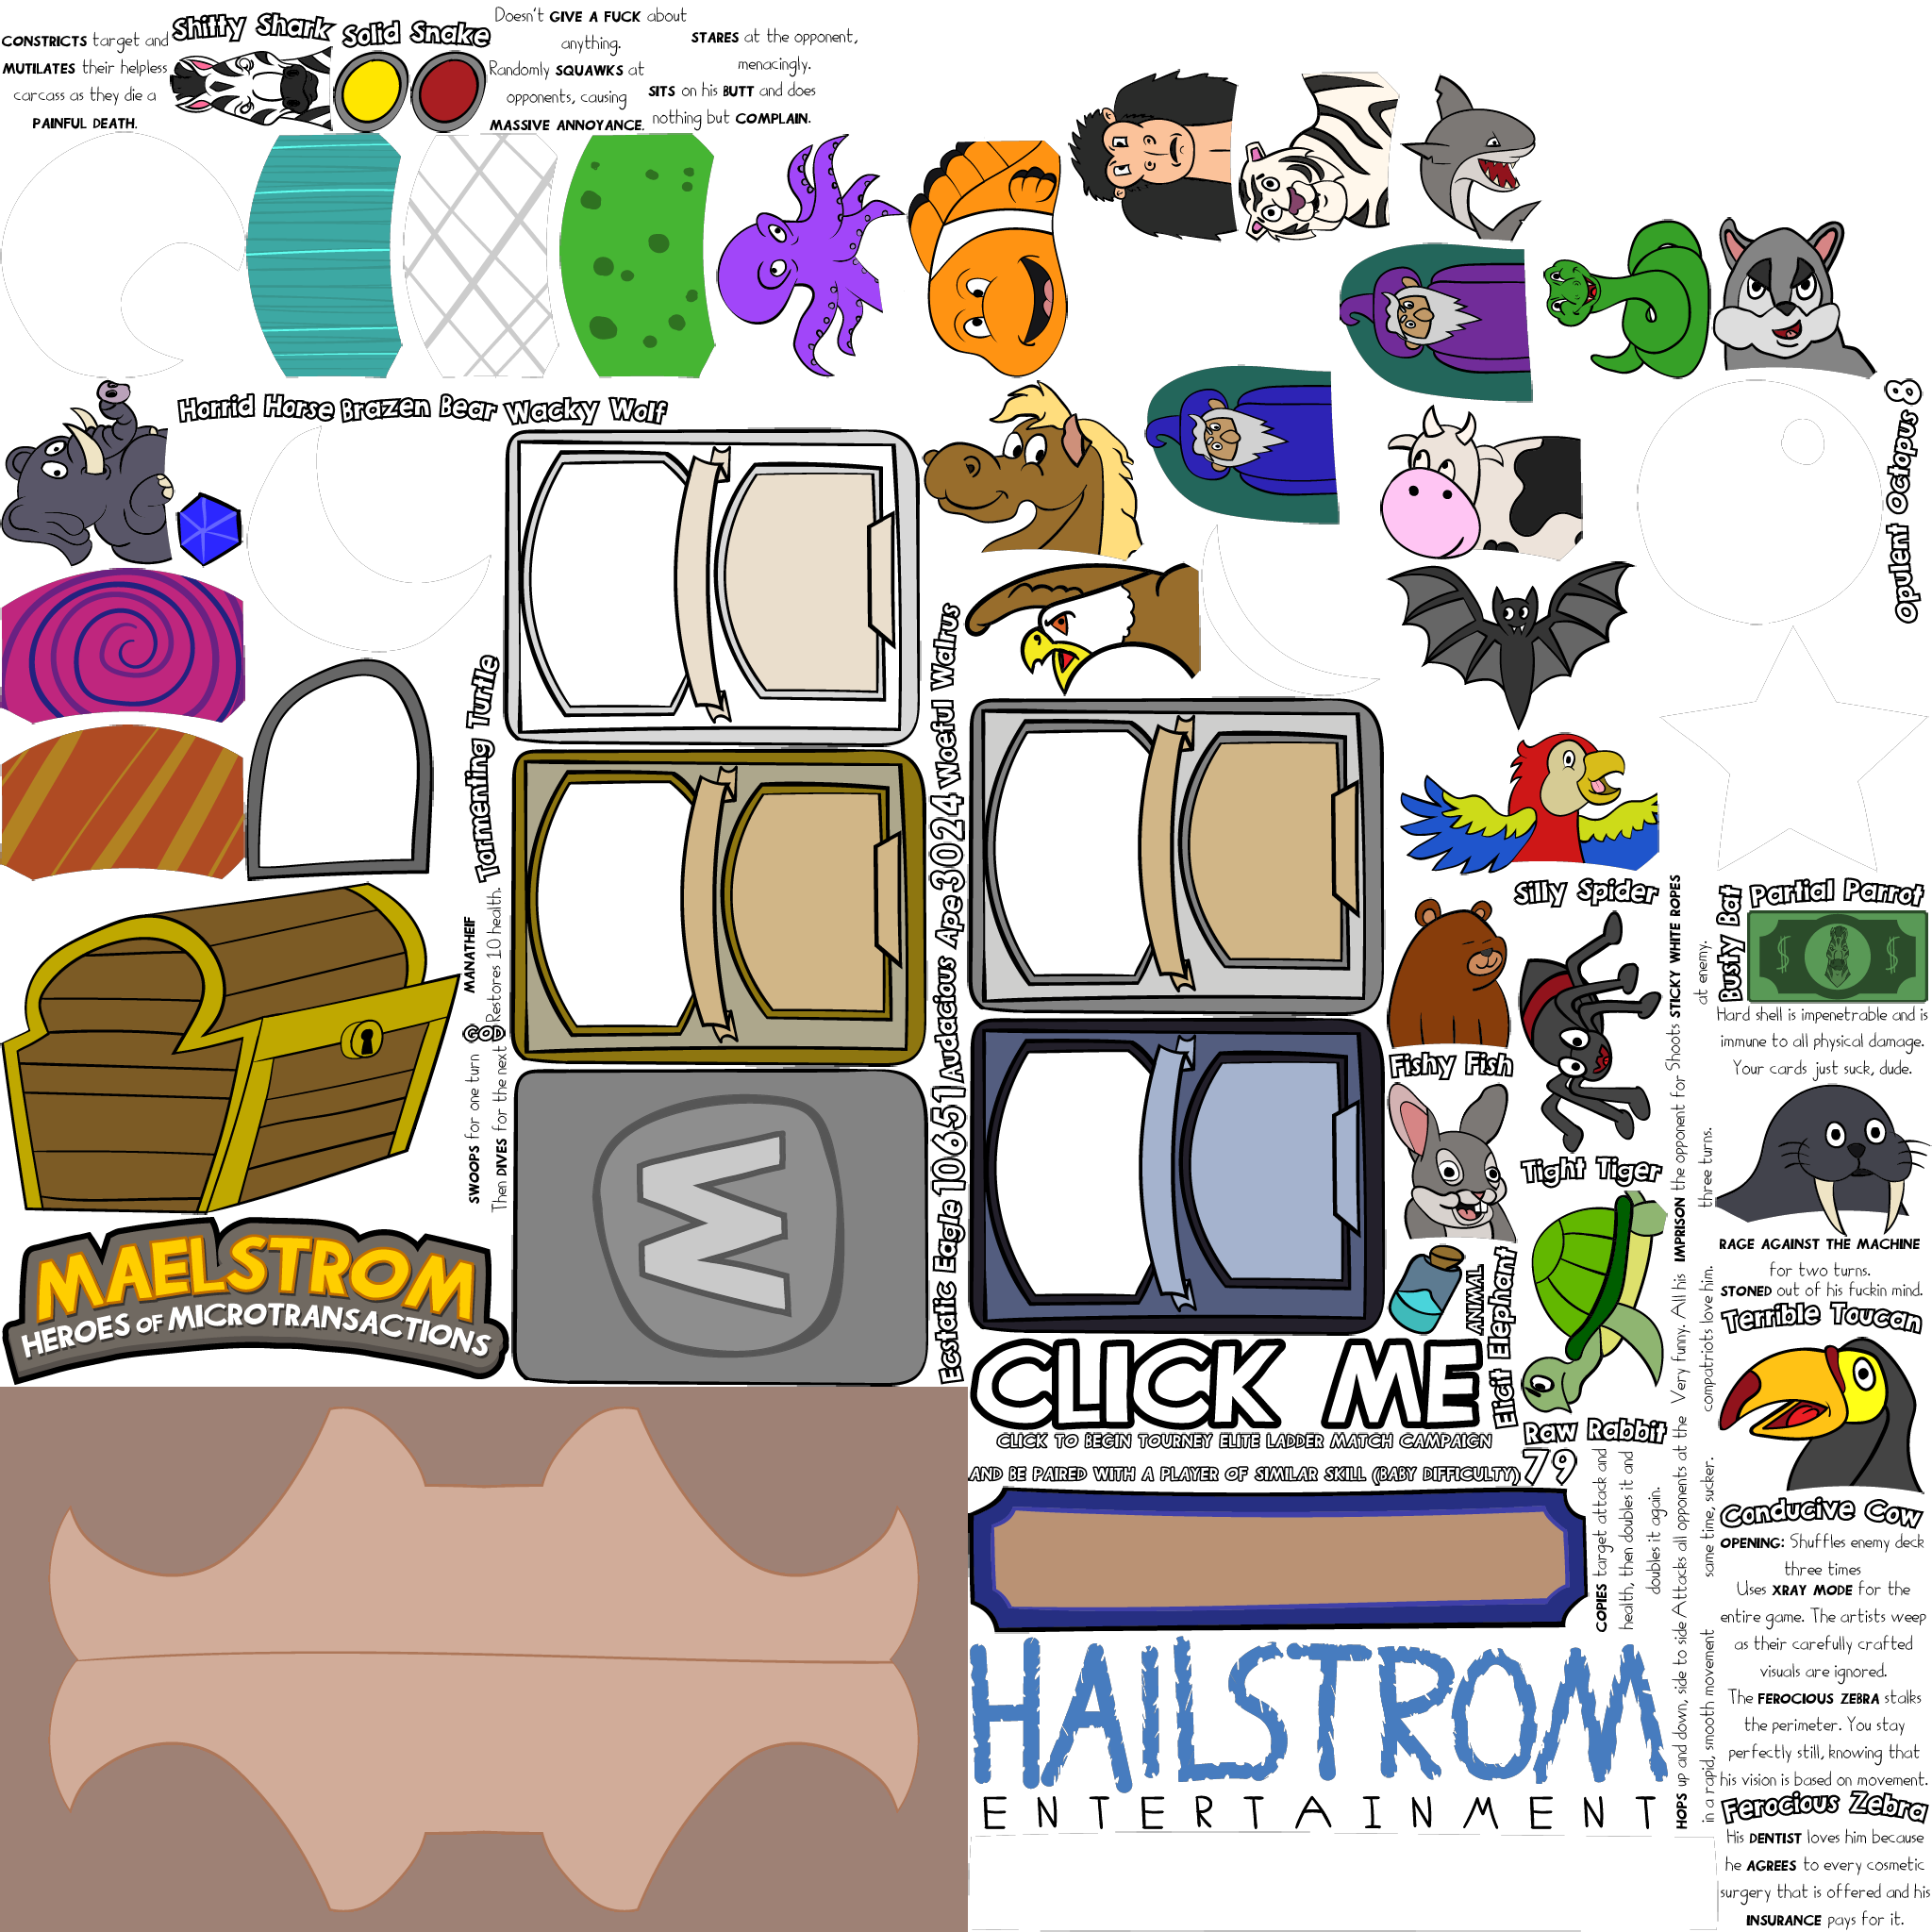 CONSTRICTS target and
MUTILATES their helpless
carcass as they die a
PAINFUL DEATH.
Shitty Shark
Solid Snake
Doesn't GIVE A FUCK about
anything.
Randomly SQUAWKS at
opponents, causing
MASSIVE ANNOYANCE.
STARES at the opponent,
menacingly.
SITS on his BUTT and does
nothing but COMPLAIN.
Horrid Horse
Brazen Bear
Wacky Wolf
Opulent Octopus
8
Tormenting Turtle
Woeful Walrus
3024
Audacious Ape
10651
Ecstatic Eagle
MANATHEIF
Restores 10 health.
SWOOPS for one turn
Then DIVES for the next
W
MAELSTROM
HEROES OF MICROTRANSACTIONS
Silly Spider
Fishy Fish
Tight Tiger
ANIMAL
Elicit Elephant
Raw Rabbit
79
CLICK ME
CLICK TO BEGIN TOURNEY ELITE LADDER MATCH CAMPAIGN
AND BE PAIRED WITH A PLAYER OF SIMILAR SKILL (BABY DIFFICULTY)
COPIES target attack and
health, then doubles it and
doubles it again.
Shoots STICKY WHITE ROPES
at enemy.
IMPRISON the opponent for
three turns.
Very funny. All his
compatriots love him.
Attacks all opponents at the
same time, sucker.
HOPS up and down, side to side
in a rapid, smooth movement
Busty Bat
Partial Parrot
$ $
Hard shell is impenetrable and is
immune to all physical damage.
Your cards just suck, dude.
RAGE AGAINST THE MACHINE
for two turns.
STONED out of his fuckin mind.
Terrible Toucan
Conducive Cow
OPENING: Shuffles enemy deck
three times
Uses XRAY MODE for the
entire game. The artists weep
as their carefully crafted
visuals are ignored.
The FEROCIOUS ZEBRA stalks
the perimeter. You stay
perfectly still, knowing that
his vision is based on movement.
Ferocious Zebra
His DENTIST loves him because
he AGREES to every cosmetic
surgery that is offered and his
INSURANCE pays for it.
HAILSTROM
ENTERTAINMENT